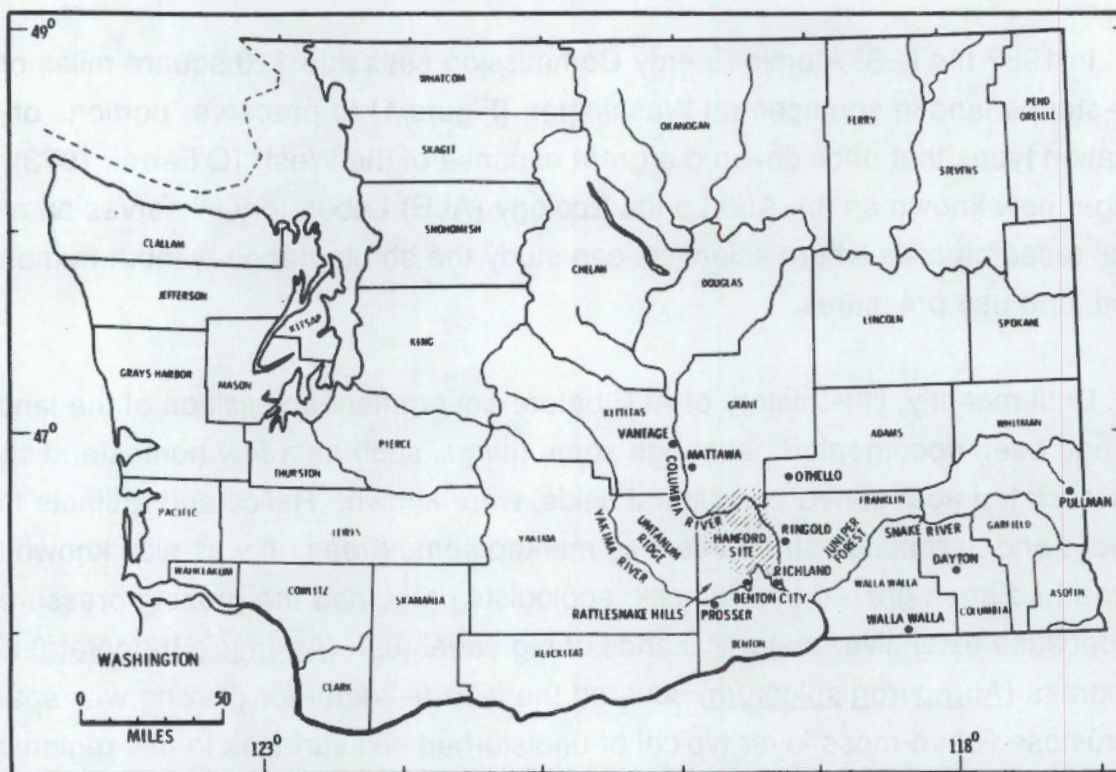 49°
WHATCOM
PEND
OREILLE
OKANOGAN
FERRY
STEVENS
SKAGIT
SNOHOMISH
CLALLAM
CHELAN
DOUGLAS
JEFFERSON
KITSAP
LINCOLN
SPOKANE
KING
GRAYS HARBOR
MASON
KITTITAS
47°
VANTAGE
ADAMS
WHITMAN
PIERCE
MATTAWA
THURSTON
OTHELLO
COLUMBIA
RIVER
FRANKLIN
PULLMAN
PACIFIC
LEWIS
YAKIMA
YAKIMA
RIVER
UMTANUM
RIDGE
HANFORD
SITE
RINGOLD
JUNIPER
FOREST
SNAKE RIVER
GARFIELD
RICHLAND
DAYTON
WAHKIAKUM
COWLITZ
BENTON CITY
WALLA WALLA
COLUMBIA
ASOTIN
RATTLESNAKE HILLS
PROSSER
WALLA WALLA
KLICKITAT
BENTON
WASHINGTON
CLARK
0 50
MILES
123°
118°